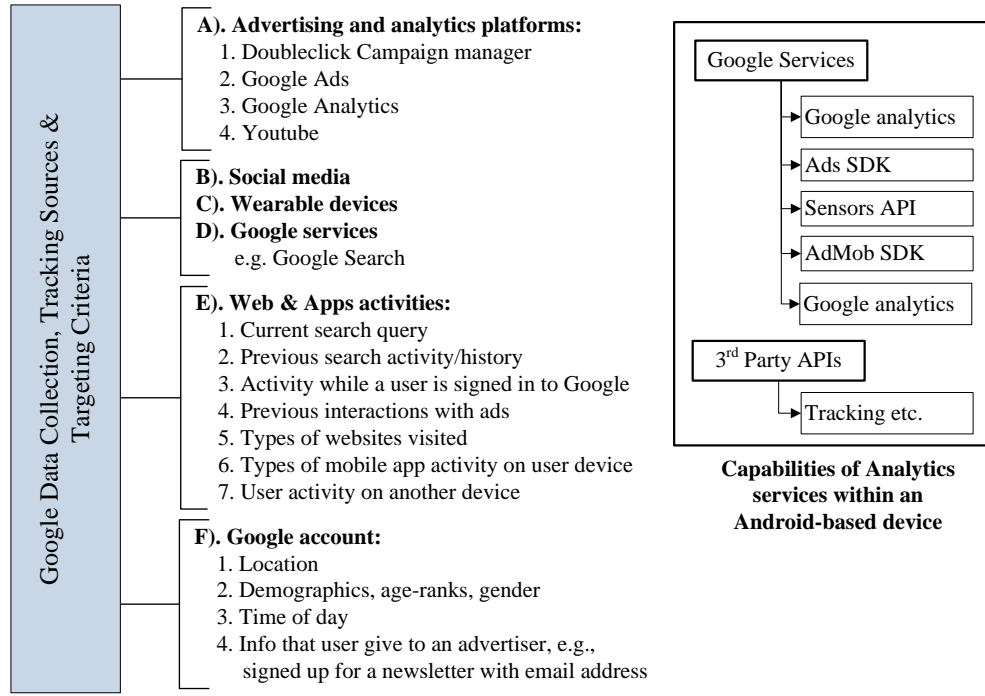 Google Data Collection, Tracking Sources &
Targeting Criteria
A). Advertising and analytics platforms:
1. Doubleclick Campaign manager
2. Google Ads
3. Google Analytics
4. Youtube
B). Social media
C). Wearable devices
D). Google services
e.g. Google Search
E). Web & Apps activities:
1. Current search query
2. Previous search activity/history
3. Activity while a user is signed in to Google
4. Previous interactions with ads
5. Types of websites visited
6. Types of mobile app activity on user device
7. User activity on another device
F). Google account:
1. Location
2. Demographics, age-ranks, gender
3. Time of day
4. Info that user give to an advertiser, e.g.,
signed up for a newsletter with email address
Google Services
Google analytics
Ads SDK
Sensors API
AdMob SDK
Google analytics
3rd Party APIs
Tracking etc.
Capabilities of Analytics
services within an
Android-based device